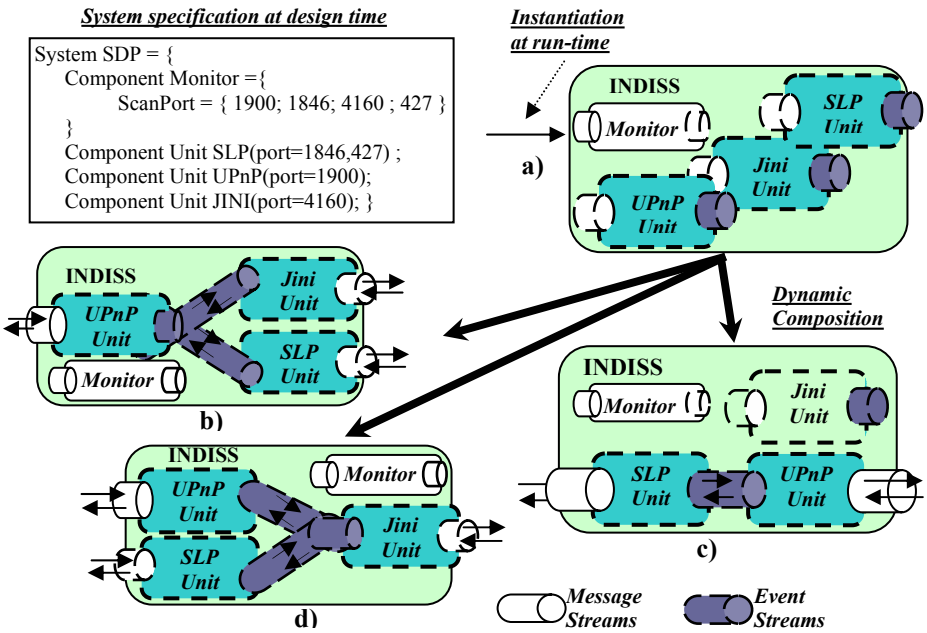 System specification at design time
System SDP = {
Component Monitor ={
ScanPort = { 1900; 1846; 4160 ; 427 }
}
Component Unit SLP(port=1846,427) ;
Component Unit UPnP(port=1900);
Component Unit JINI(port=4160); }
Instantiation
at run-time
a)
INDISS
Monitor
SLP
Unit
Jini
Unit
UPnP
Unit
INDISS
UPnP
Unit
Jini
Unit
SLP
Unit
Monitor
b)
Dynamic
Composition
INDISS
Monitor
Jini
Unit
SLP
Unit
UPnP
Unit
c)
INDISS
UPnP
Unit
SLP
Unit
Monitor
Jini
Unit
d)
Message
Streams
Event
Streams